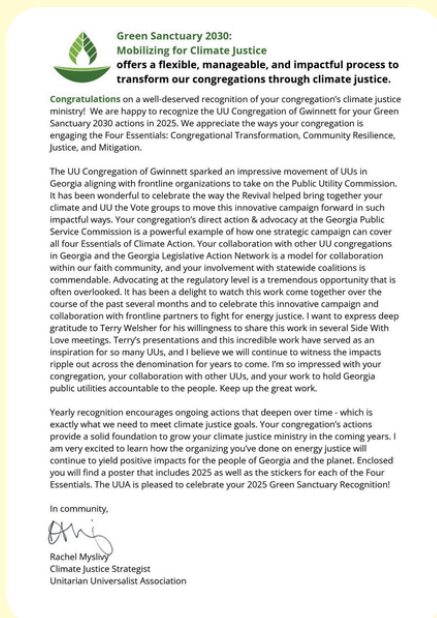 Green Sanctuary 2030:
Mobilizing for Climate Justice
offers a flexible, manageable, and impactful process to
transform our congregations through climate justice.
Congratulations on a well-deserved recognition of your congregation's climate justice
ministry! We are happy to recognize the UU Congregation of Gwinnett for your Green
Sanctuary 2030 actions in 2025. We appreciate the ways your congregation is
engaging the Four Essentials: Congregational Transformation, Community Resilience,
Justice, and Mitigation.
The UU Congregation of Gwinnett sparked an impressive movement of UUs in
Georgia aligning with frontline organizations to take on the Public Utility Commission.
It has been wonderful to celebrate the way the Revival helped bring together your
climate and UU the Vote groups to move this innovative campaign forward in such
impactful ways. Your congregation's direct action & advocacy at the Georgia Public
Service Commission is a powerful example of how one strategic campaign can cover
all four Essentials of Climate Action. Your collaboration with other UU congregations
in Georgia and the Georgia Legislative Action Network is a model for collaboration
within our faith community, and your involvement with statewide coalitions is
commendable. Advocating at the regulatory level is a tremendous opportunity that is
often overlooked. It has been a delight to watch this work come together over the
course of the past several months and to celebrate this innovative campaign and
collaboration with frontline partners to fight for energy justice. I want to express deep
gratitude to Terry Welsher for his willingness to share this work in several Side With
Love meetings. Terry's presentations and this incredible work have served as an
inspiration for so many UUs, and I believe we will continue to witness the impacts
ripple out across the denomination for years to come. I'm so impressed with your
congregation, your collaboration with other UUs, and your work to hold Georgia
public utilities accountable to the people. Keep up the great work.
Yearly recognition encourages ongoing actions that deepen over time - which is
exactly what we need to meet climate justice goals. Your congregation's actions
provide a solid foundation to grow your climate justice ministry in the coming years. I
am very excited to learn how the organizing you've done on energy justice will
continue to yield positive impacts for the people of Georgia and the planet. Enclosed
you will find a poster that includes 2025 as well as the stickers for each of the Four
Essentials. The UUA is pleased to celebrate your 2025 Green Sanctuary Recognition!
In community,
Rachel Myslivy
Climate Justice Strategist
Unitarian Universalist Association